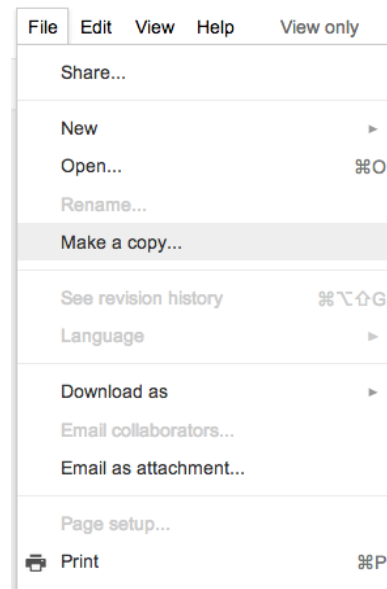 File Edit View Help View only
Share...
New ►
Open... ⌘O
Rename...
Make a copy...
See revision history ⌘⌥⇧G
Language ►
Download as ►
Email collaborators...
Email as attachment...
Page setup...
Print ⌘P